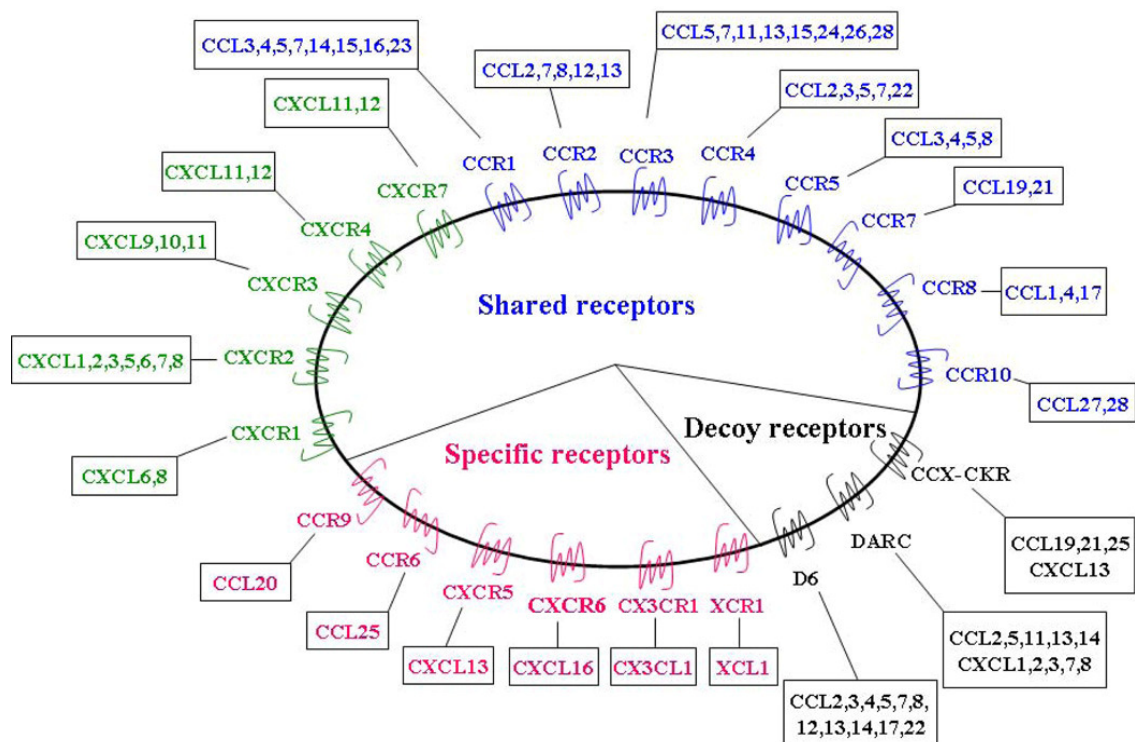 CCL5,7,11,13,15,24,26,28
CCL3,4,5,7,14,15,16,23
CCL2,7,8,12,13
CCL2,3,5,7,22
CXCL11,12
CCL3,4,5,8
CCR1
CCR2
CCR3
CCR4
CXCL11,12
CXCR7
CCR5
CCL19,21
CCR7
CXCR4
CXCL9,10,11
CXCR3
CCR8
CCL1,4,17
Shared receptors
CXCL1,2,3,5,6,7,8
CXCR2
CCR10
CCL27,28
CXCR1
Decoy receptors
Specific receptors
CXCL6,8
CCX-CKR
CCR9
CCR6
CXCR5
CXCR6
CX3CR1
XCR1
D6
DARC
CCL19,21,25
CXCL13
CCL20
CCL25
CXCL13
CXCL16
CX3CL1
XCL1
CCL2,5,11,13,14
CXCL1,2,3,7,8
CCL2,3,4,5,7,8,
12,13,14,17,22